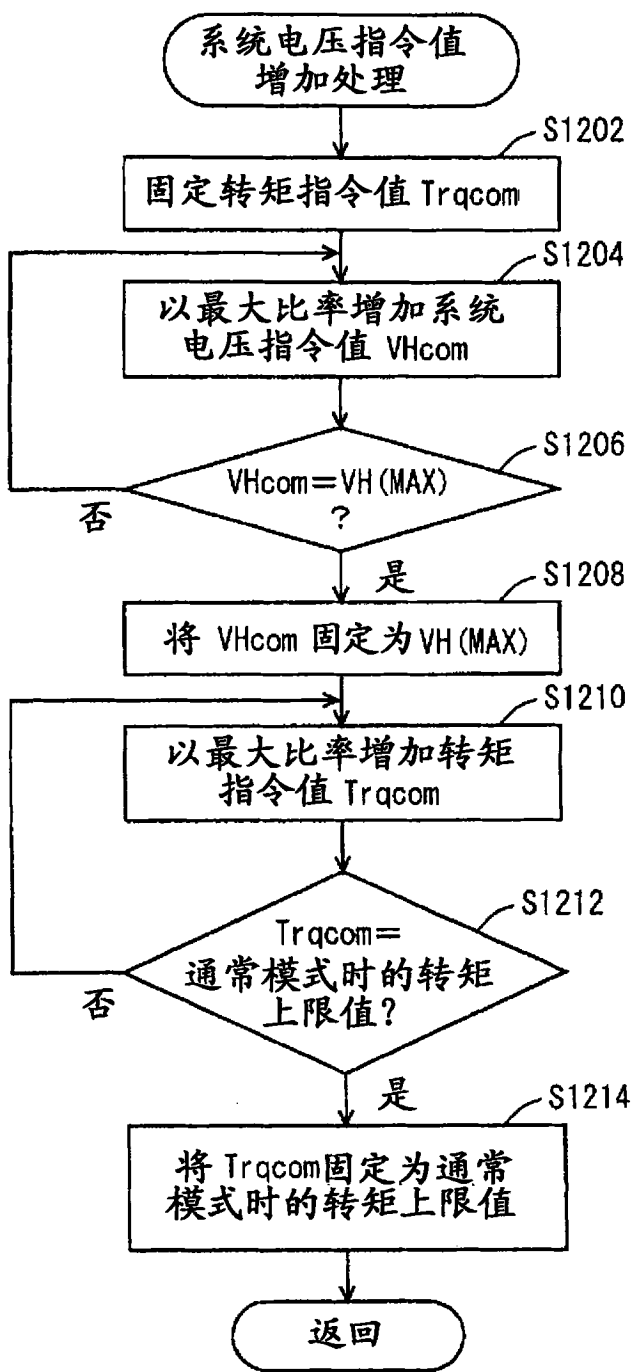 系统电压指令值
增加处理
S1202
固定转矩指令值 Trqcom
S1204
以最大比率增加系统
电压指令值 VHcom
S1206
VHcom=VH(MAX)
?
否
是
S1208
将 VHcom 固定为VH(MAX)
S1210
以最大比率增加转矩
指令值 Trqcom
S1212
Trqcom=
通常模式时的转矩
上限值?
否
是
S1214
将 Trqcom固定为通常
模式时的转矩上限值
返回